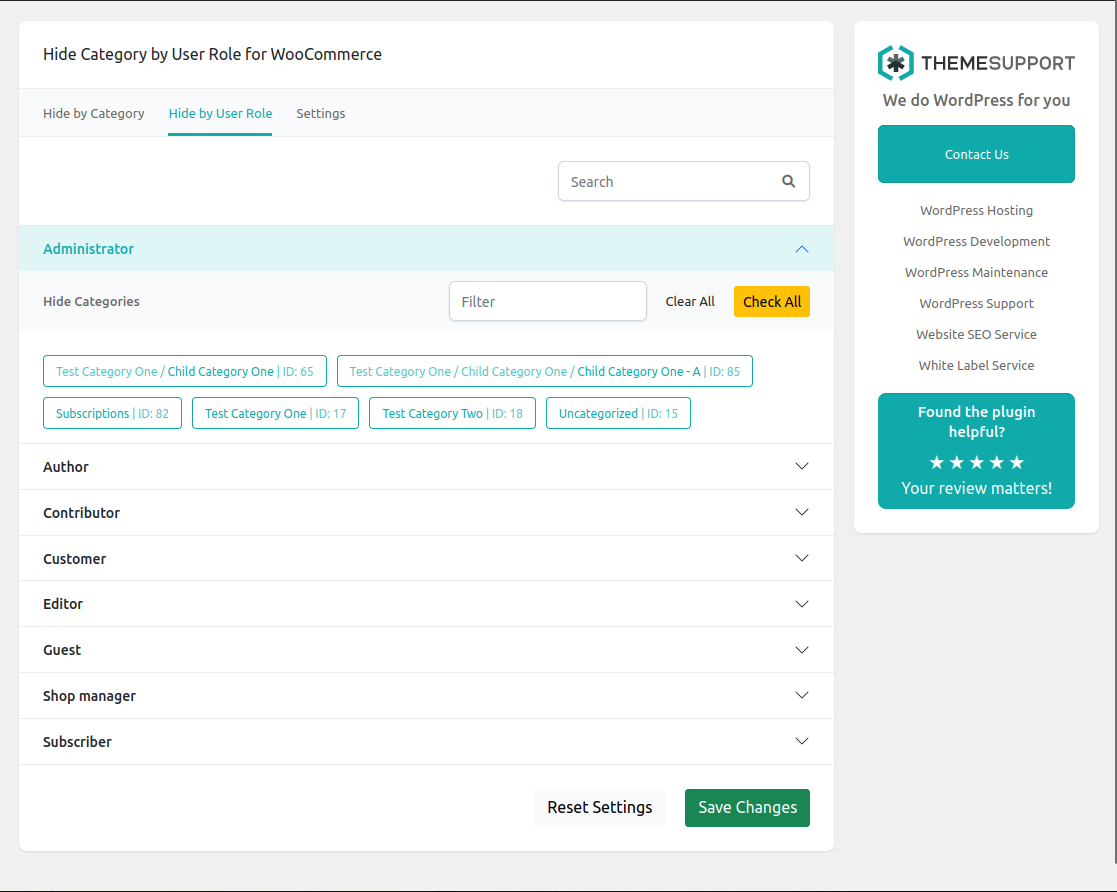 Hide Category by User Role for WooCommerce
Hide by Category Hide by User Role Settings
Search
Administrator
Hide Categories Filter Clear All Check All
Test Category One / Child Category One | ID: 65 Test Category One / Child Category One / Child Category One - A | ID: 85
Subscriptions | ID: 82 Test Category One | ID: 17 Test Category Two | ID: 18 Uncategorized | ID: 15
Author
Contributor
Customer
Editor
Guest
Shop manager
Subscriber
Reset Settings Save Changes
THEMESUPPORT
We do WordPress for you
Contact Us
WordPress Hosting
WordPress Development
WordPress Maintenance
WordPress Support
Website SEO Service
White Label Service
Found the plugin
helpful?
Your review matters!